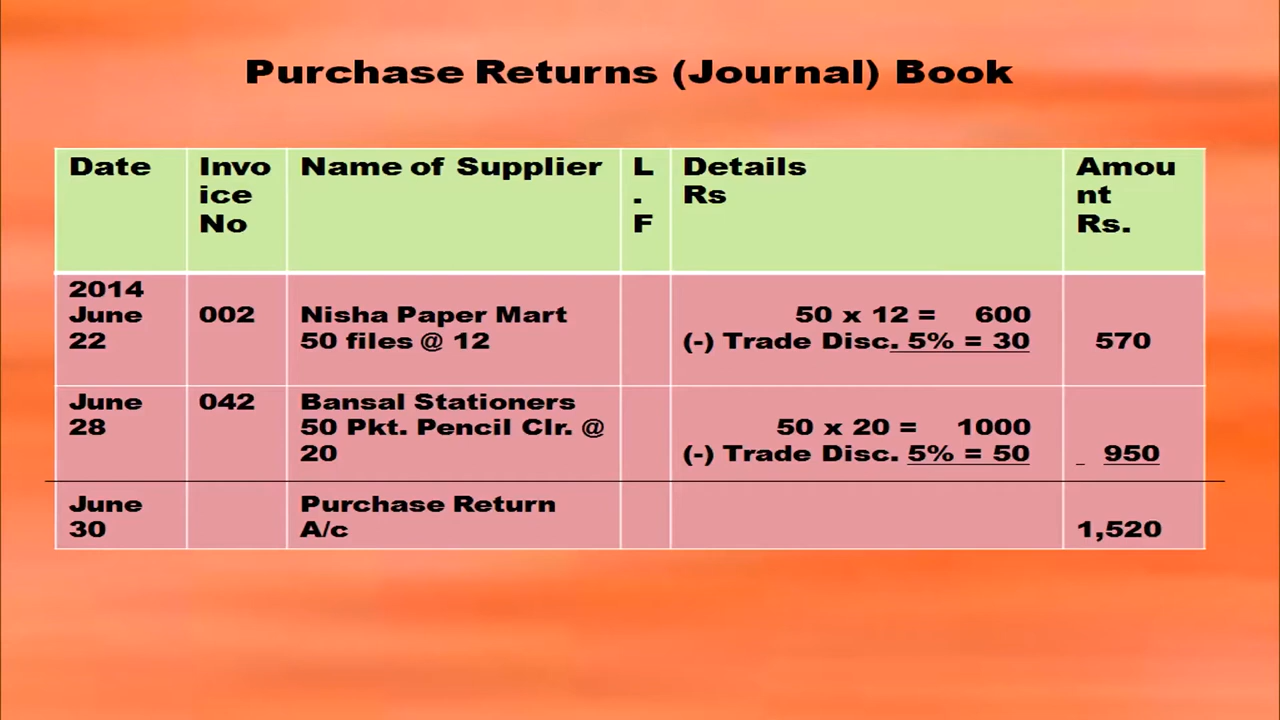 Purchase Returns (Journal) Book
Date
Invo
ice
No
Name of Supplier
L
.
F
Details
Rs
Amou
nt
Rs.
2014
June
22
002
Nisha Paper Mart
50 files @ 12
50 x 12 = 600
(-) Trade Disc. 5% = 30
570
June
28
042
Bansal Stationers
50 Pkt. Pencil Clr. @
20
50 x 20 = 1000
(-) Trade Disc. 5% = 50
950
June
30
Purchase Return
A/c
1,520